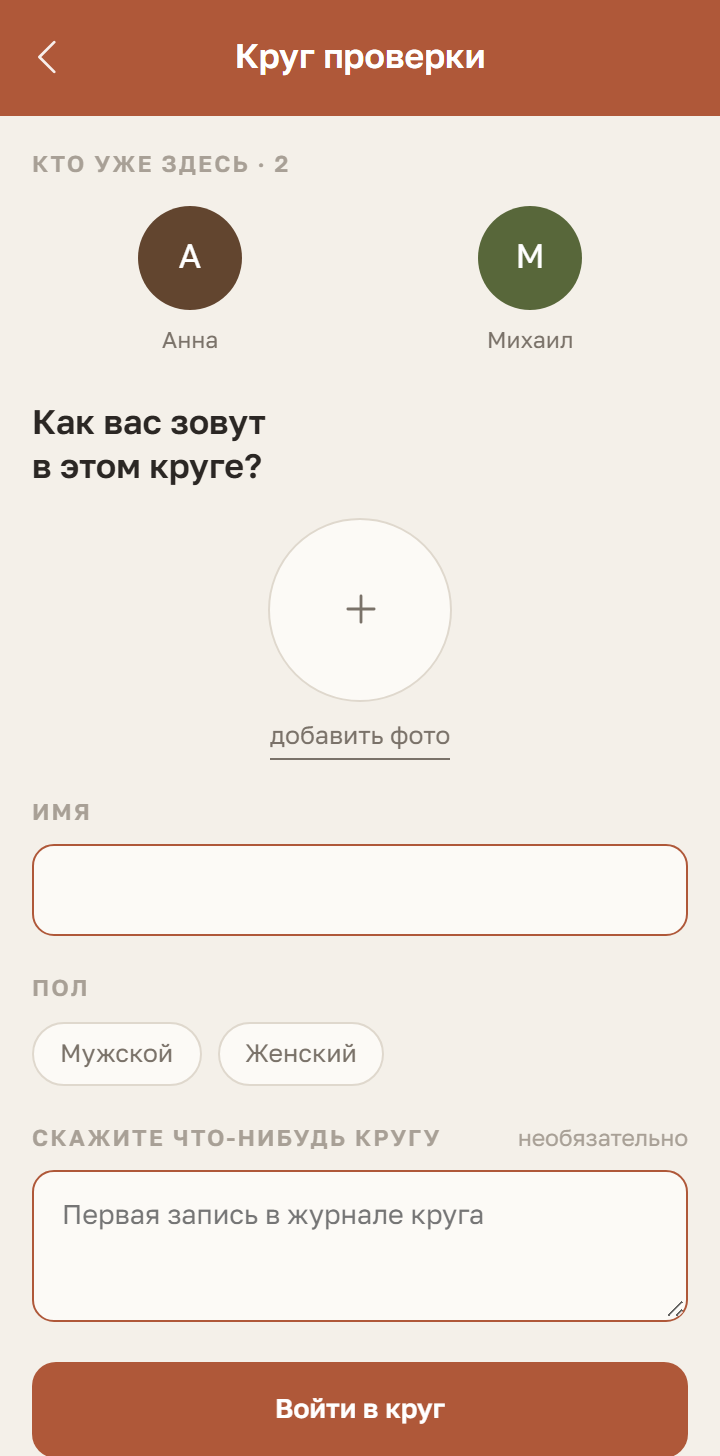 Круг проверки
КТО УЖЕ ЗДЕСЬ · 2
А
М
Анна
Михаил
Как вас зовут
в этом круге?
+
добавить фото
ИМЯ
ПОЛ
Мужской
Женский
СКАЖИТЕ ЧТО-НИБУДЬ КРУГУ
необязательно
Первая запись в журнале круга
Войти в круг